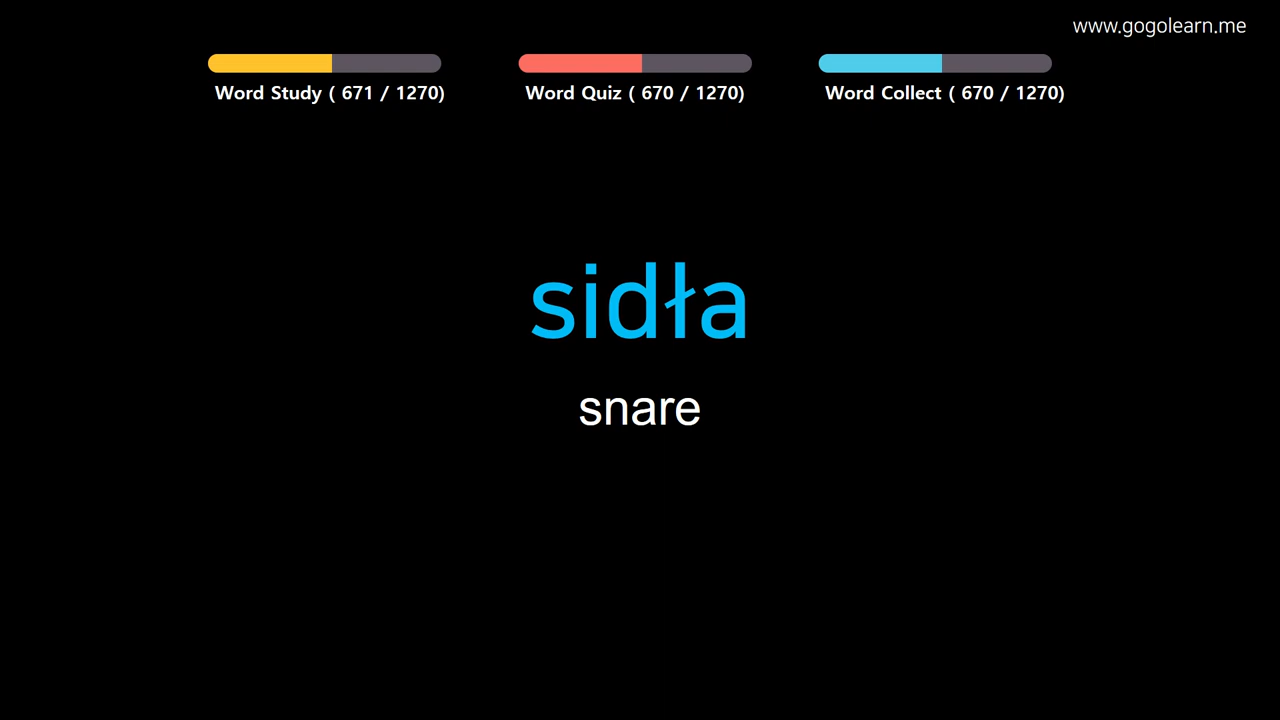 www.gogolearn.me
Word Study ( 671 / 1270)
Word Quiz ( 670 / 1270)
Word Collect ( 670 / 1270)
sidła
snare